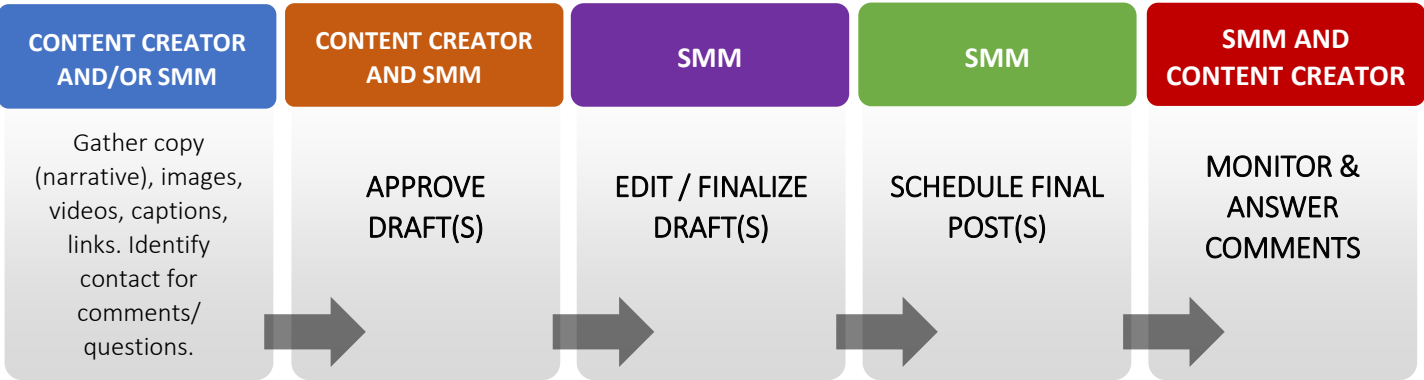 CONTENT CREATOR
AND/OR SMM
Gather copy
(narrative), images,
videos, captions,
links. Identify
contact for
comments/
questions.
CONTENT CREATOR
AND SMM
APPROVE
DRAFT(S)
SMM
EDIT / FINALIZE
DRAFT(S)
SMM
SCHEDULE FINAL
POST(S)
SMM AND
CONTENT CREATOR
MONITOR &
ANSWER
COMMENTS